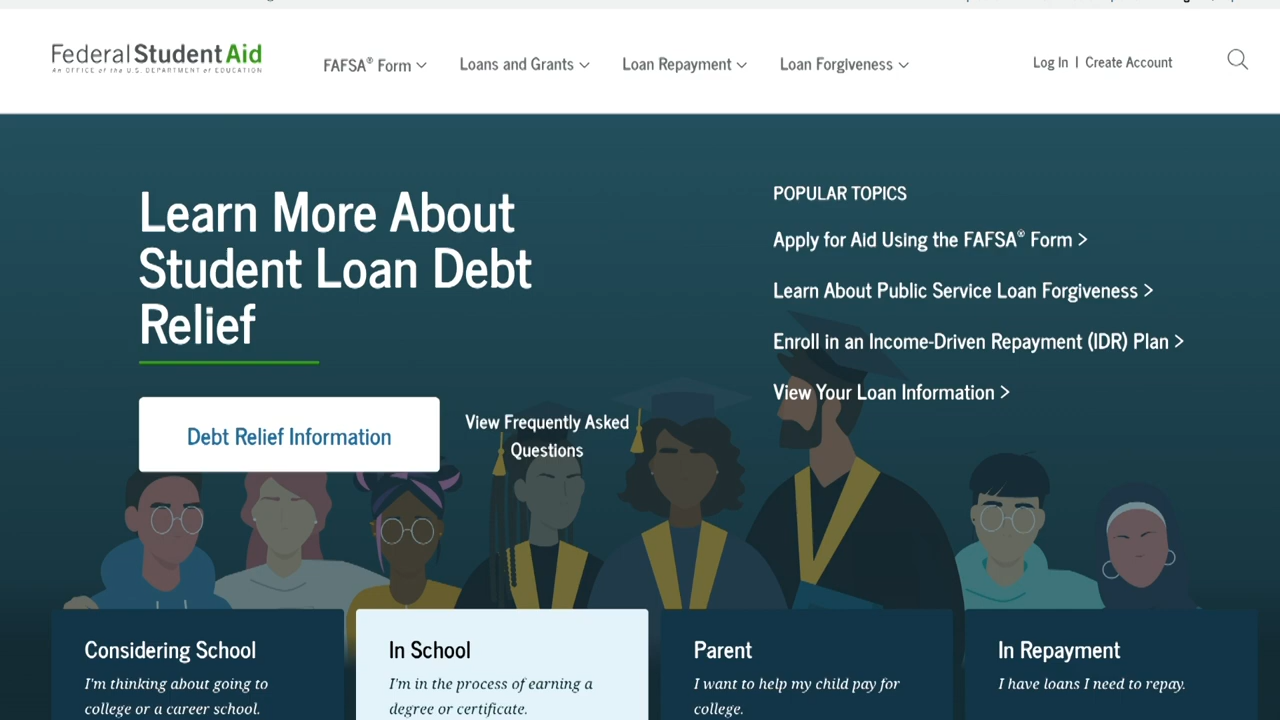 Federal Student Aid
An OFFICE of the U.S. DEPARTMENT of EDUCATION
FAFSA® Form
Loans and Grants
Loan Repayment
Loan Forgiveness
Log In | Create Account
Learn More About
Student Loan Debt
Relief
Debt Relief Information
View Frequently Asked
Questions
POPULAR TOPICS
Apply for Aid Using the FAFSA® Form >
Learn About Public Service Loan Forgiveness >
Enroll in an Income-Driven Repayment (IDR) Plan >
View Your Loan Information >
Considering School
I'm thinking about going to
college or a career school.
In School
I'm in the process of earning a
degree or certificate.
Parent
I want to help my child pay for
college.
In Repayment
I have loans I need to repay.